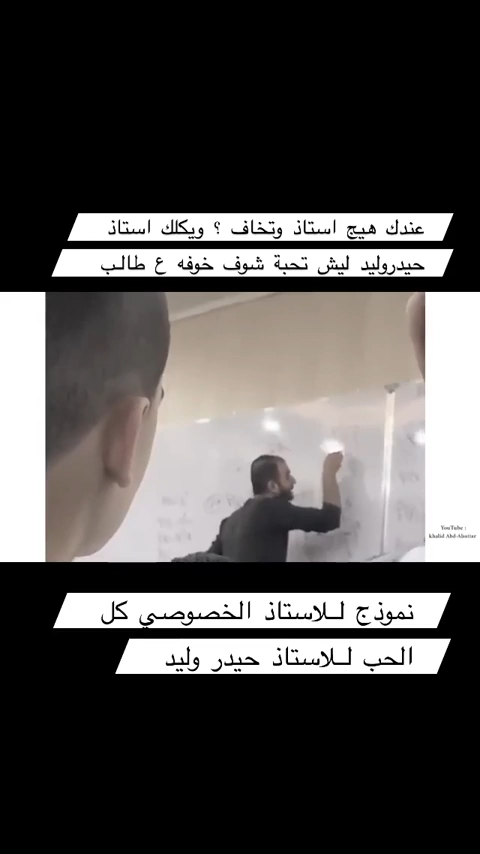 عندك هيج استاذ وتخاف ؟ ويكلك استاذ
حيدروليد ليش تحبة شوف خوفه ع طالب
YouTube :
khalid Abd-Alsattar
نموذج لـلاستاذ الخصوصي كل
الحب لـلاستاذ حيدر وليد